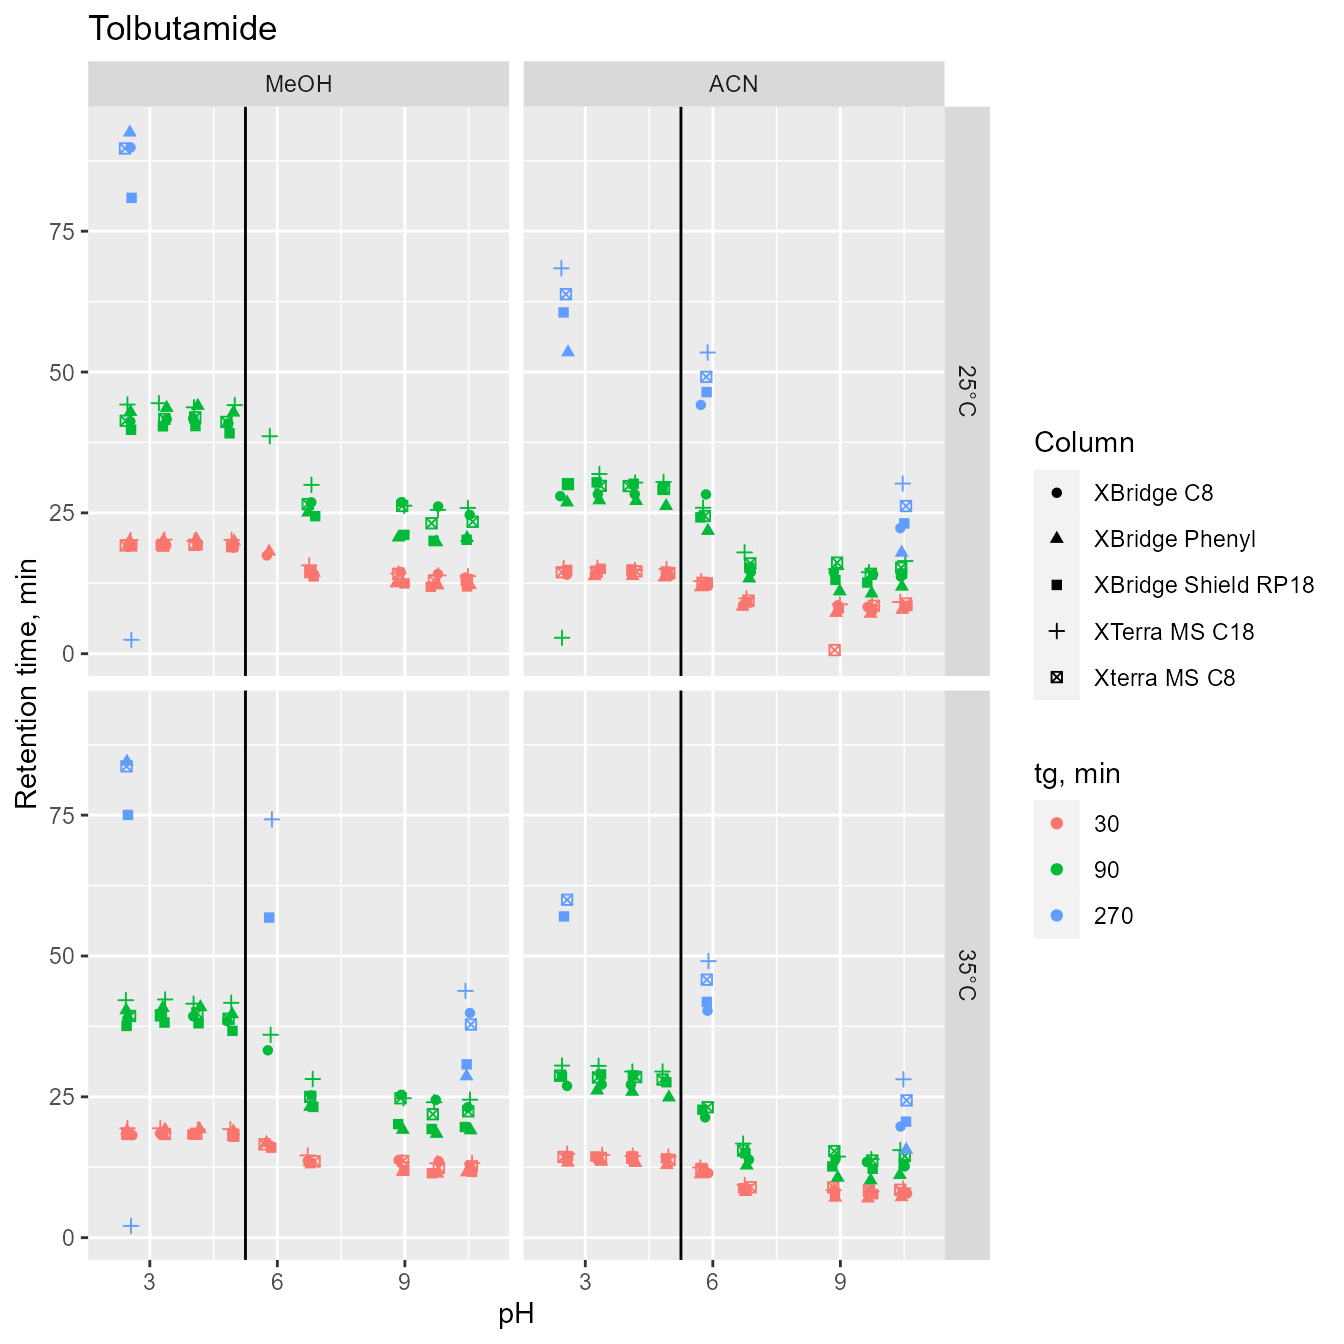 Tolbutamide
MeOH
ACN
75
50
25
0
25°C
75
50
25
0
35°C
3
6
9
3
6
9
pH
Retention time, min
Column
XBridge C8
XBridge Phenyl
XBridge Shield RP18
XTerra MS C18
Xterra MS C8
tg, min
30
90
270